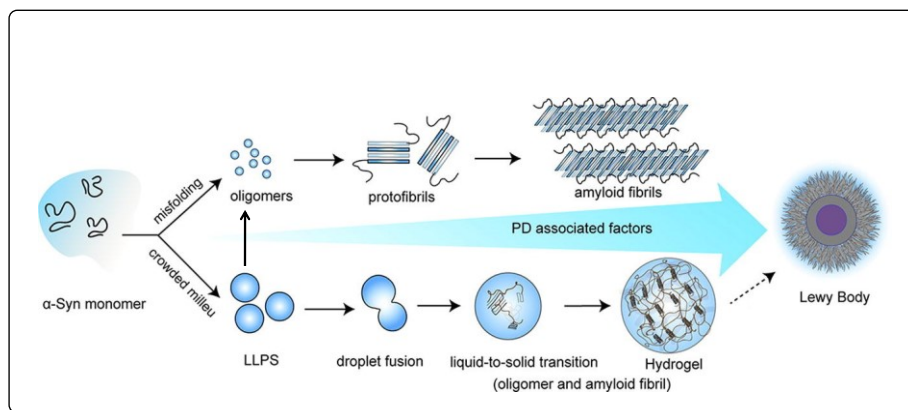 misfolding
oligomers
protofibrils
amyloid fibrils
PD associated factors
α-Syn monomer
crowded milleu
LLPS
droplet fusion
liquid-to-solid transition
(oligomer and amyloid fibril)
Hydrogel
Lewy Body